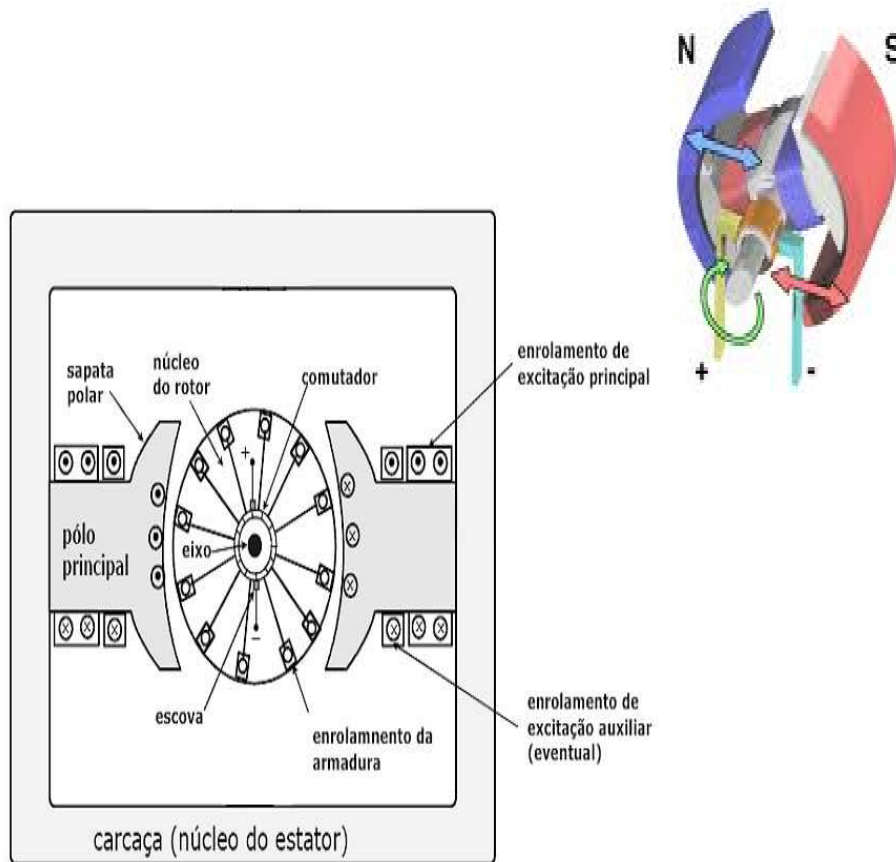 N
S
+
-
enrolamento de
excitação principal
sapata
polar
núcleo
do rotor
comutador
+
pólo
principal
eixo
−
escova
enrolamnento da
armadura
enrolamento de
excitação auxiliar
(eventual)
carcaça (núcleo do estator)